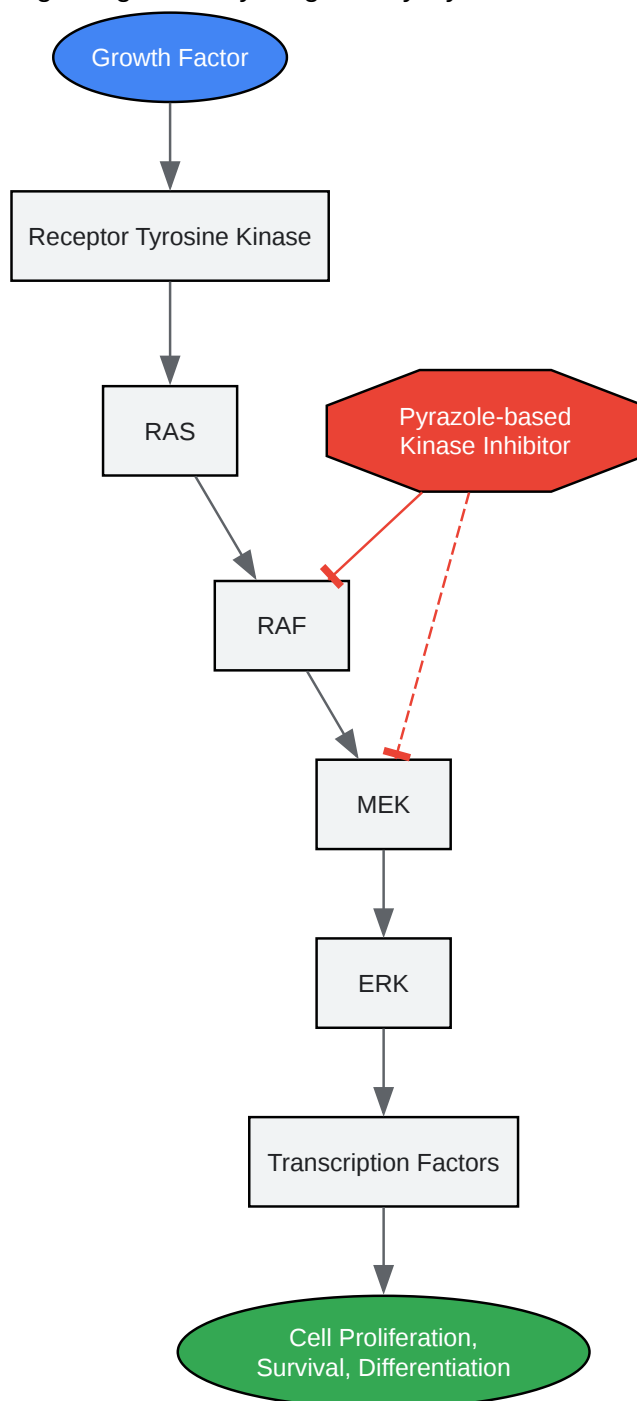 Growth Factor
Receptor Tyrosine Kinase
RAS
Pyrazole-based
Kinase Inhibitor
RAF
MEK
ERK
Transcription Factors
Cell Proliferation,
Survival, Differentiation